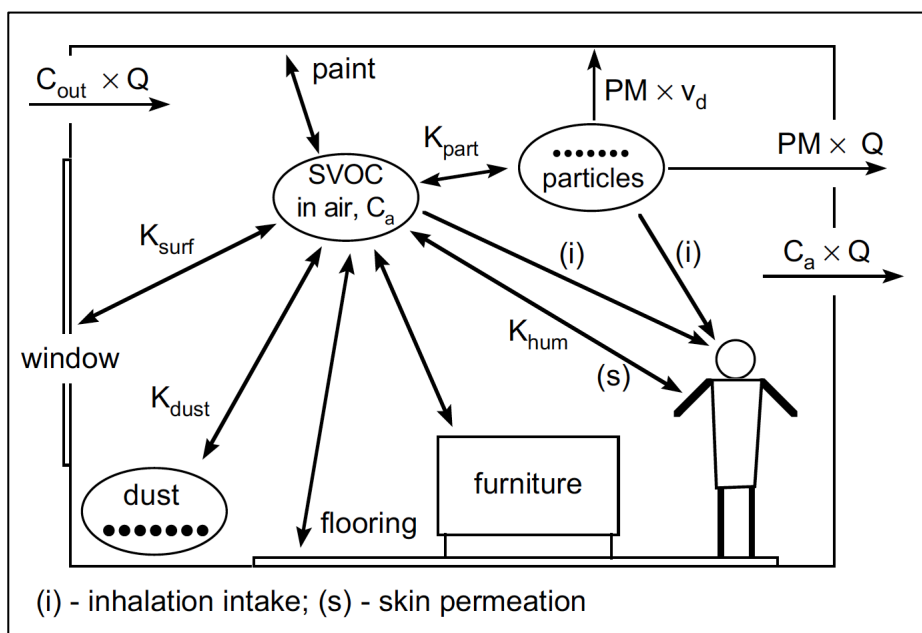 C_out × Q
paint
PM × v_d
K_part
PM × Q
particles
SVOC
in air, C_a
K_surf
(i)
(i)
C_a × Q
window
K_hum
(s)
K_dust
dust
furniture
flooring
(i) - inhalation intake; (s) - skin permeation